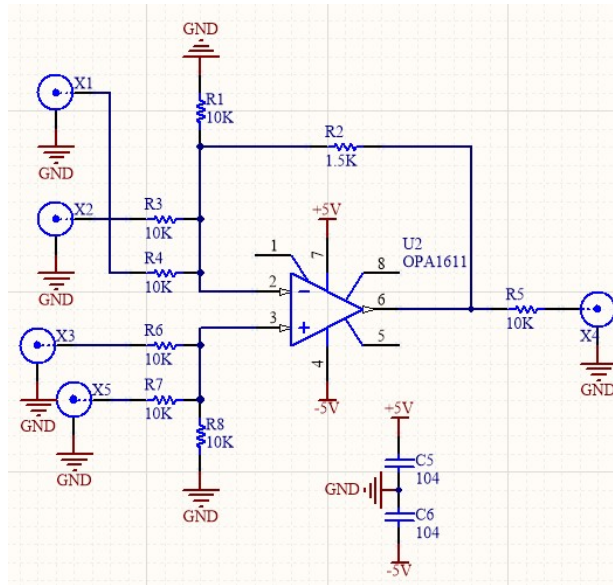 GND
X1
R1
10K
GND
R2
1.5K
X2
R3
10K
+5V
GND
R4
10K
1
7
8
U2
OPA1611
2
6
3
5
4
R5
10K
X4
GND
X3
R6
10K
X5
R7
10K
GND
R8
10K
-5V
GND
GND
+5V
C5
104
GND
C6
104
-5V